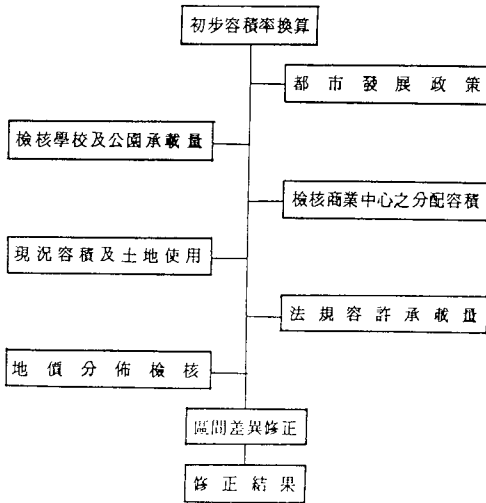 初步容積率換算
都市發展政策
檢核學校及公園承載量
檢核商業中心之分配容積
現況容積及土地使用
法規容許承載量
地價分佈檢核
區間差異修正
修正結果